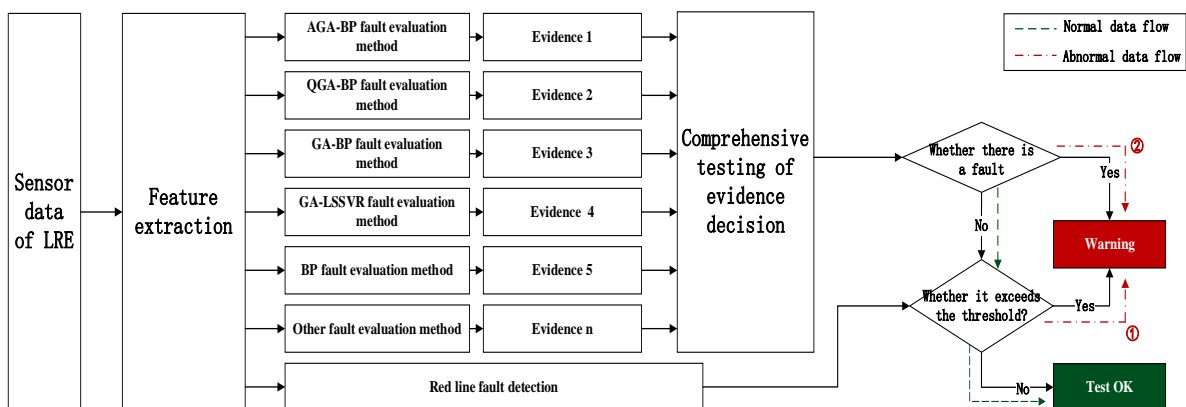 Sensor
data
of LRE
Feature
extraction
AGA-BP fault evaluation
method
Evidence 1
QGA-BP fault evaluation
method
Evidence 2
GA-BP fault evaluation
method
Evidence 3
GA-LSSVR fault evaluation
method
Evidence 4
BP fault evaluation method
Evidence 5
Other fault evaluation method
Evidence n
Red line fault detection
Comprehensive
testing of
evidence
decision
Whether there is
a fault
Yes
②
No
Warning
Whether it exceeds
the threshold?
Yes
①
No
Test OK
Normal data flow
Abnormal data flow